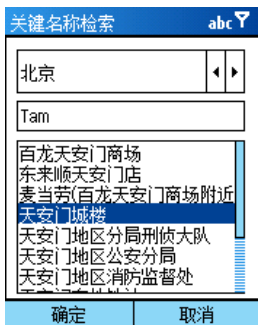 关键名称检索 abc
北京
Tam
百龙天安门商场
东来顺天安门店
麦当劳(百龙天安门商场附近
天安门城楼
天安门地区分局刑侦大队
天安门地区公安分局
天安门地区消防监督处
确定 取消